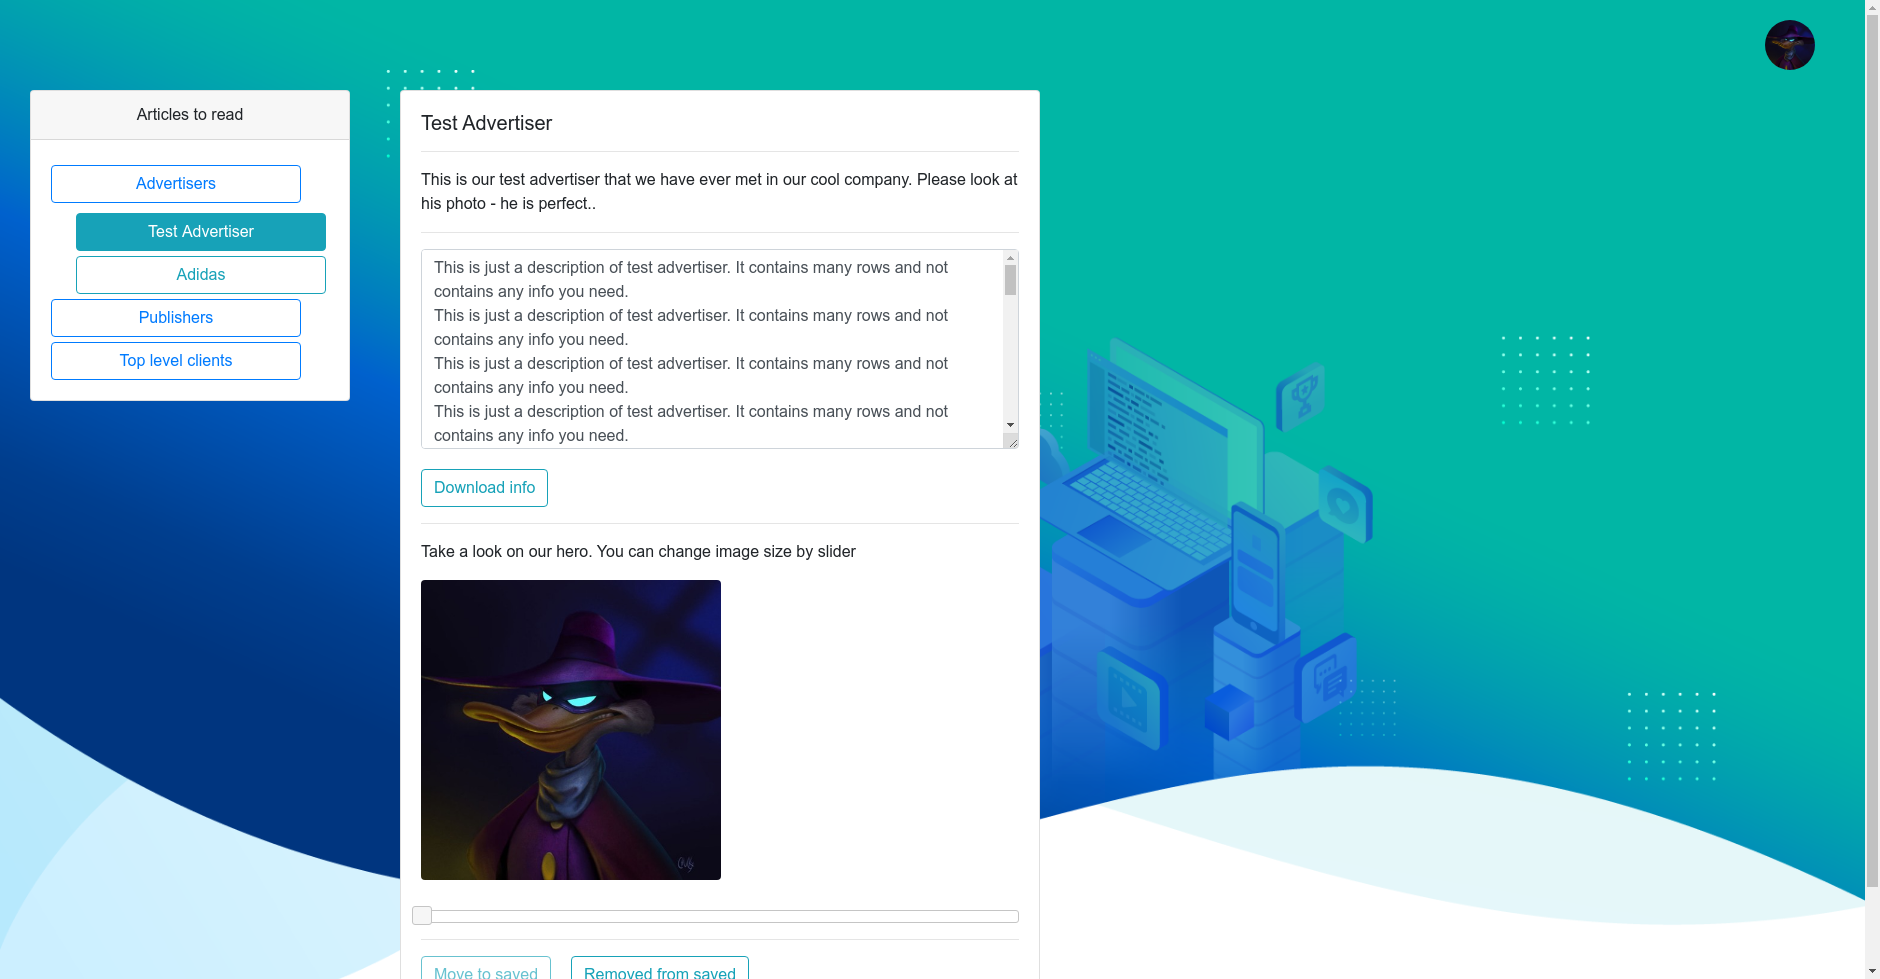 Articles to read
Advertisers
Test Advertiser
Adidas
Publishers
Top level clients
Test Advertiser
This is our test advertiser that we have ever met in our cool company. Please look at
his photo - he is perfect..
This is just a description of test advertiser. It contains many rows and not
contains any info you need.
This is just a description of test advertiser. It contains many rows and not
contains any info you need.
This is just a description of test advertiser. It contains many rows and not
contains any info you need.
This is just a description of test advertiser. It contains many rows and not
contains any info you need.
Download info
Take a look on our hero. You can change image size by slider
Move to saved
Removed from saved